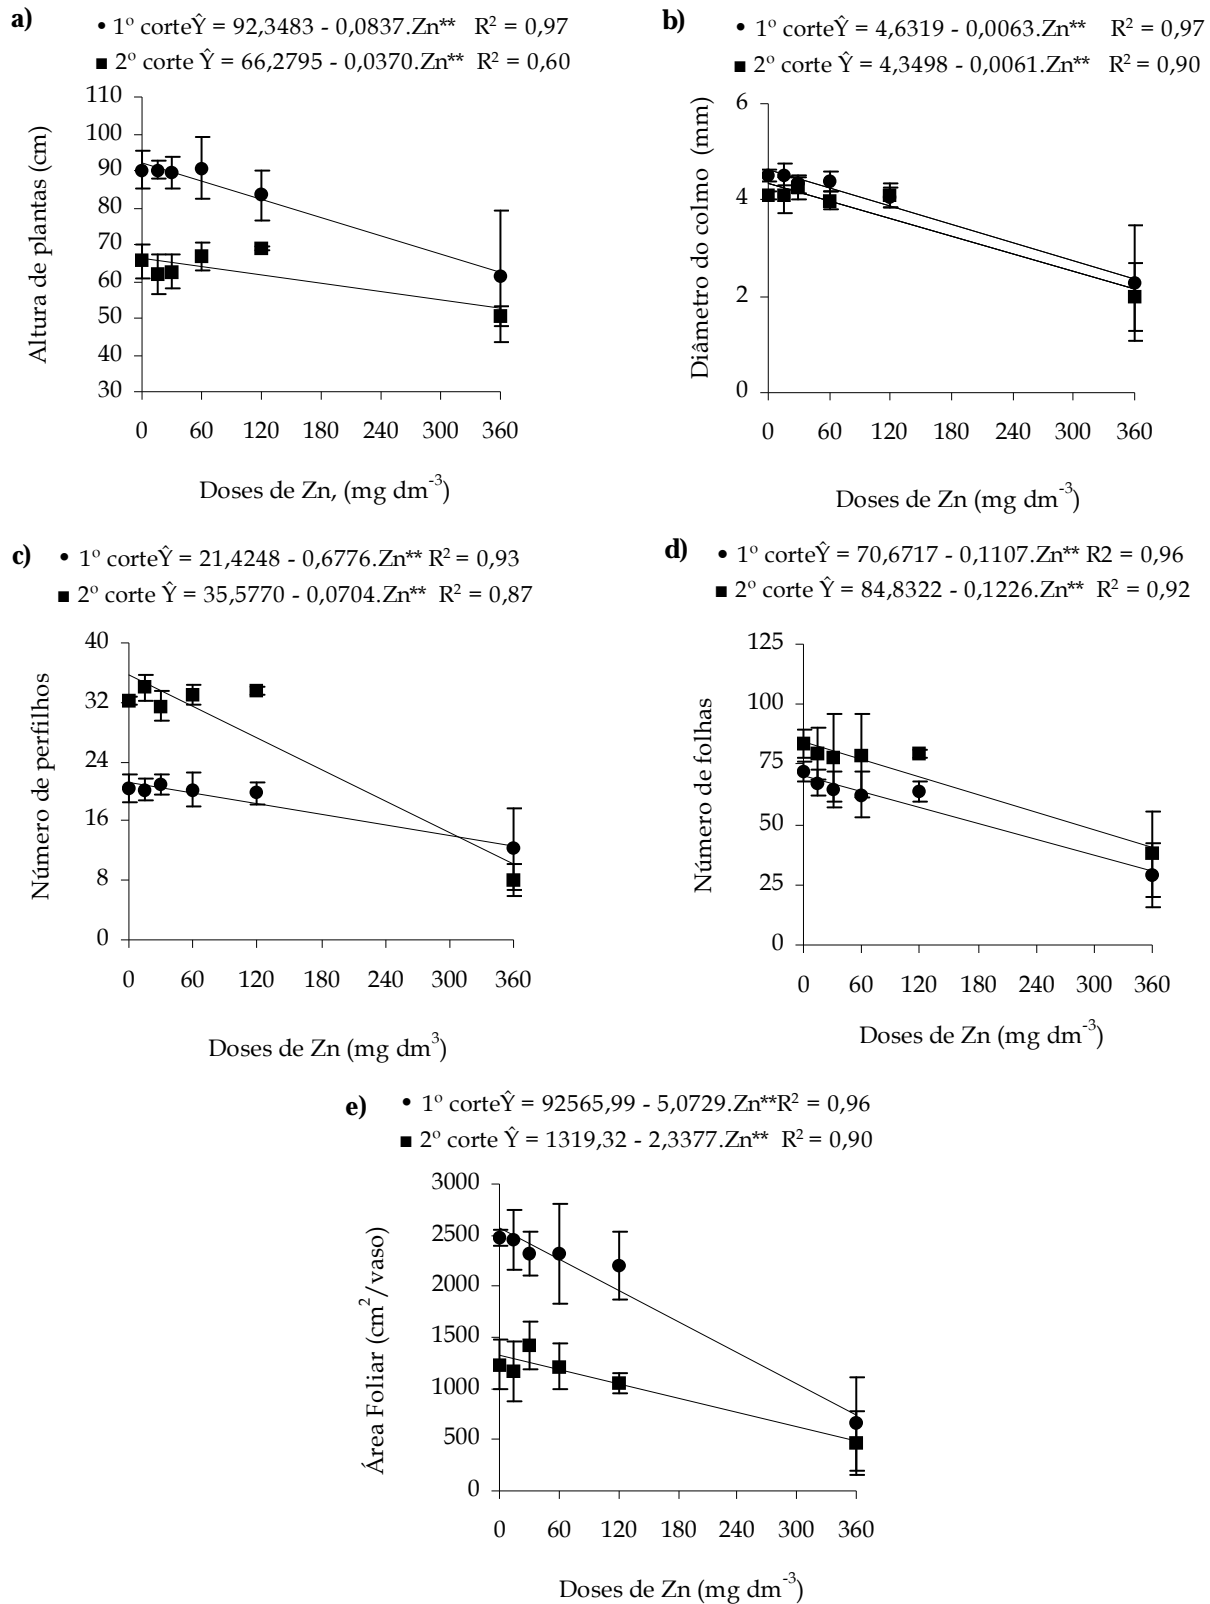 a)
• 1º corteŶ = 92,3483 - 0,0837.Zn** R² = 0,97
■ 2º corte Ŷ = 66,2795 - 0,0370.Zn** R² = 0,60
Altura de plantas (cm)
110
100
90
80
70
60
50
40
30
0 60 120 180 240 300 360
Doses de Zn, (mg dm⁻³)
b)
• 1º corteŶ = 4,6319 - 0,0063.Zn** R² = 0,97
■ 2º corte Ŷ = 4,3498 - 0,0061.Zn** R² = 0,90
Diâmetro do colmo (mm)
6
4
2
0
0 60 120 180 240 300 360
Doses de Zn (mg dm⁻³)
c)
• 1º corteŶ = 21,4248 - 0,6776.Zn** R² = 0,93
■ 2º corte Ŷ = 35,5770 - 0,0704.Zn** R² = 0,87
Número de perfilhos
40
32
24
16
8
0
0 60 120 180 240 300 360
Doses de Zn (mg dm³)
d)
• 1º corteŶ = 70,6717 - 0,1107.Zn** R2 = 0,96
■ 2º corte Ŷ = 84,8322 - 0,1226.Zn** R² = 0,92
Número de folhas
125
100
75
50
25
0
0 60 120 180 240 300 360
Doses de Zn (mg dm⁻³)
e)
• 1º corteŶ = 92565,99 - 5,0729.Zn**R² = 0,96
■ 2º corte Ŷ = 1319,32 - 2,3377.Zn** R² = 0,90
Área Foliar (cm²/vaso)
3000
2500
2000
1500
1000
500
0
0 60 120 180 240 300 360
Doses de Zn (mg dm⁻³)